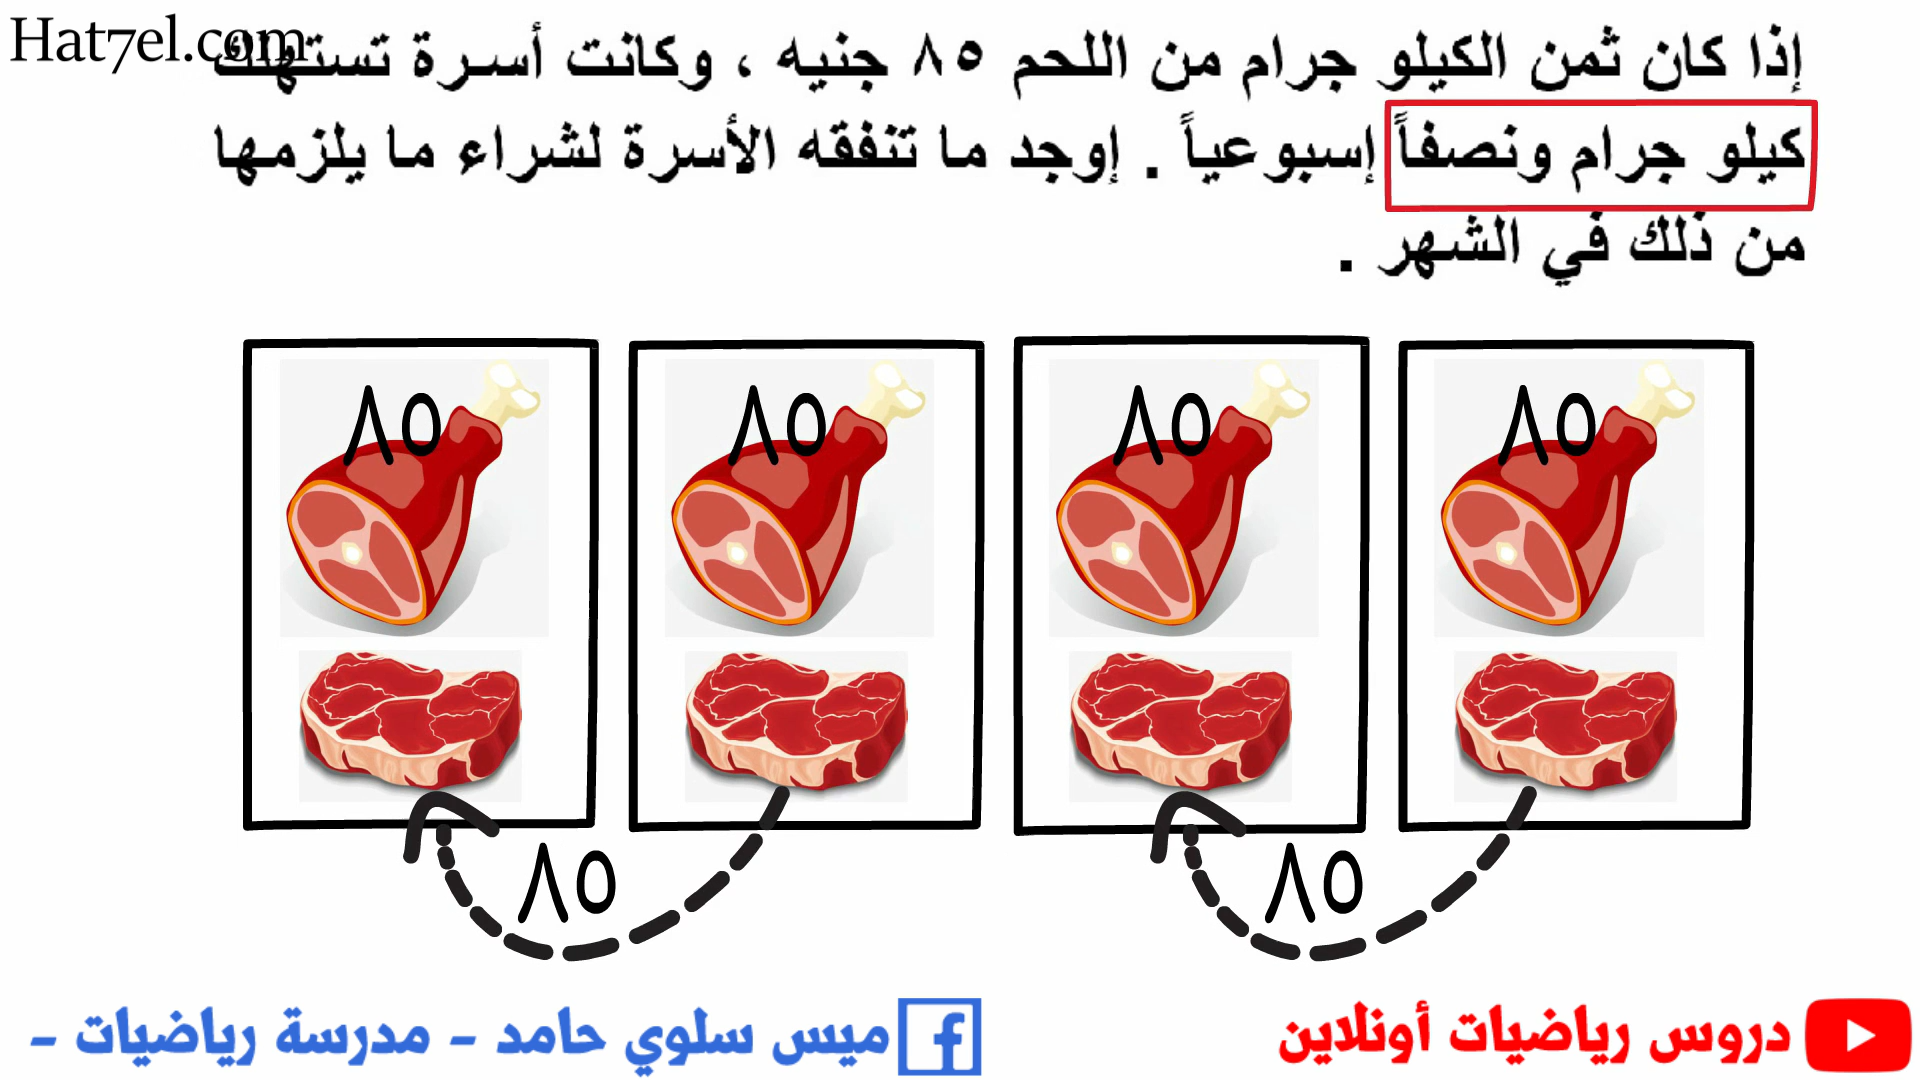 Hat7el.com
إذا كان ثمن الكيلو جرام من اللحم ٨٥ جنيه ، وكانت أسرة تستهلك
كيلو جرام ونصفاً إسبوعياً . إوجد ما تنفقه الأسرة لشراء ما يلزمها
من ذلك في الشهر .
٨٥ ٨٥ ٨٥ ٨٥
٨٥ ٨٥
دروس رياضيات أونلاين
ميس سلوي حامد - مدرسة رياضيات -